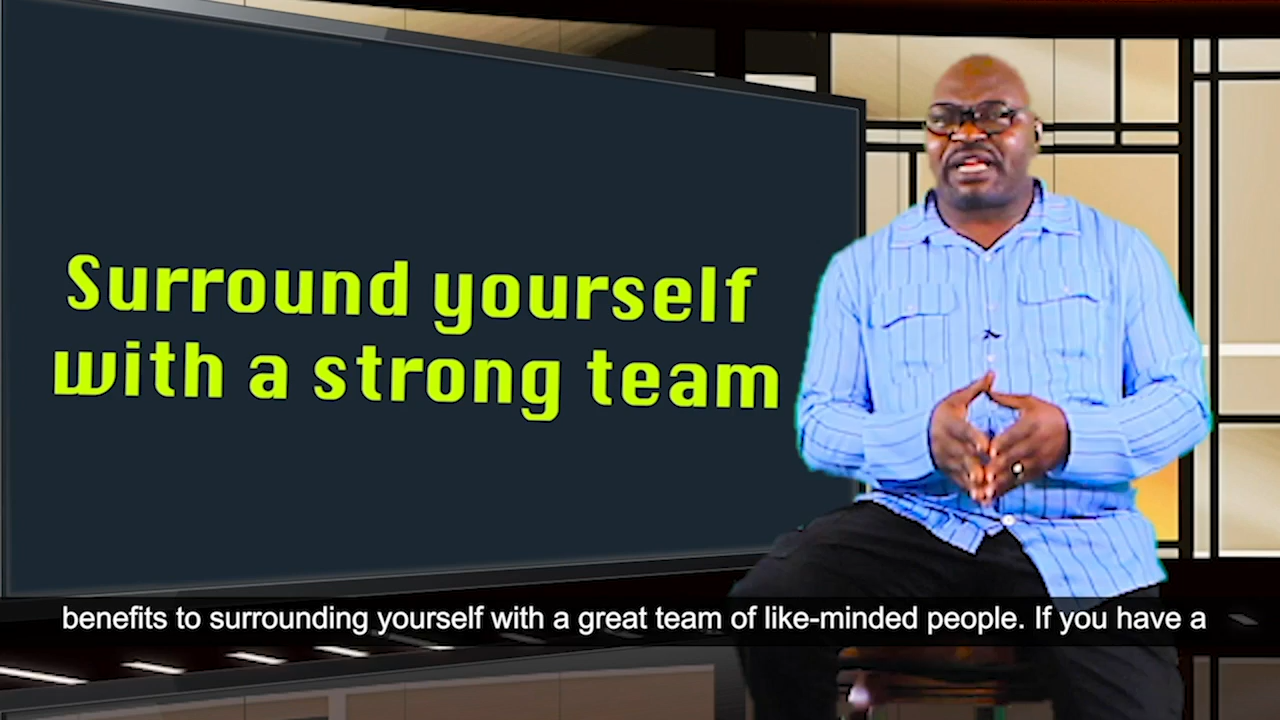 Surround yourself
with a strong team
benefits to surrounding yourself with a great team of like-minded people. If you have a